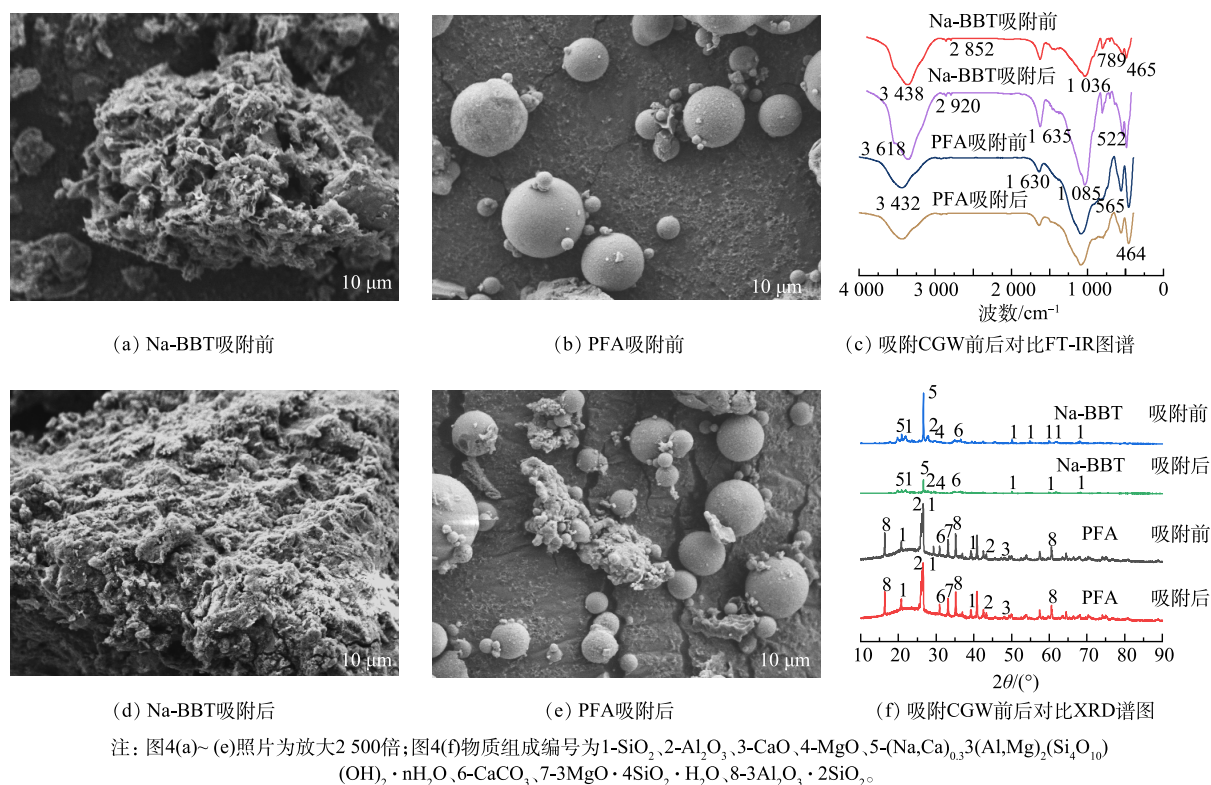 10 μm
(a) Na-BBT吸附前
10 μm
(b) PFA吸附前
Na-BBT吸附前
2 852
789
465
Na-BBT吸附后
1 036
3 438
2 920
1 635
522
3 618
PFA吸附前
1 630
1 085
565
3 432
PFA吸附后
464
4 000 3 000 2 000 1 000 0
波数/cm⁻¹
(c) 吸附CGW前后对比FT-IR图谱
10 μm
(d) Na-BBT吸附后
10 μm
(e) PFA吸附后
5
Na-BBT 吸附前
51 2 4 6 1 1 11 1
Na-BBT 吸附后
5
51 24 6 1 1 1
2 1
PFA 吸附前
8 1 678 1 2 3 8
2 1
PFA 吸附后
8 1 678 1 2 3 8
10 20 30 40 50 60 70 80 90
2θ/(°)
(f) 吸附CGW前后对比XRD谱图
注: 图4(a)~ (e)照片为放大2 500倍;图4(f)物质组成编号为1-SiO₂、2-Al₂O₃、3-CaO、4-MgO、5-(Na,Ca)₀.₃3(Al,Mg)₂(Si₄O₁₀)
(OH)₂·nH₂O、6-CaCO₃、7-3MgO·4SiO₂·H₂O、8-3Al₂O₃·2SiO₂。